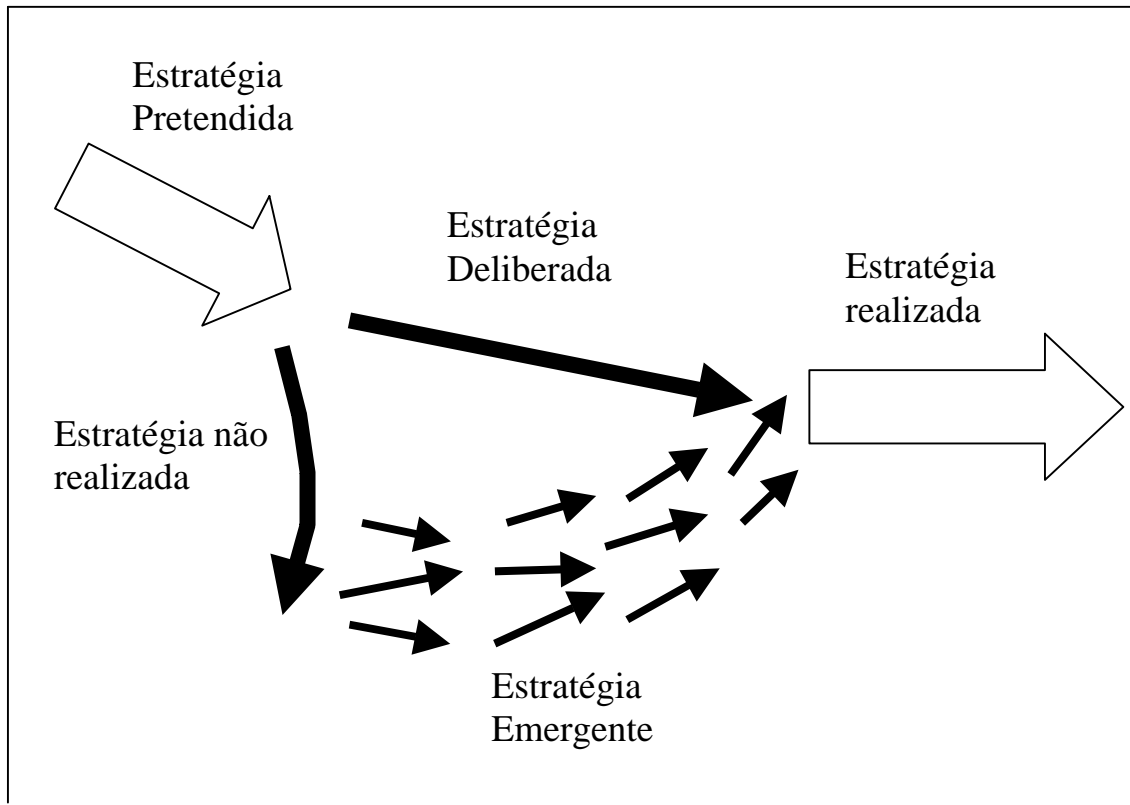 Estratégia
Pretendida
Estratégia
Deliberada
Estratégia
realizada
Estratégia não
realizada
Estratégia
Emergente